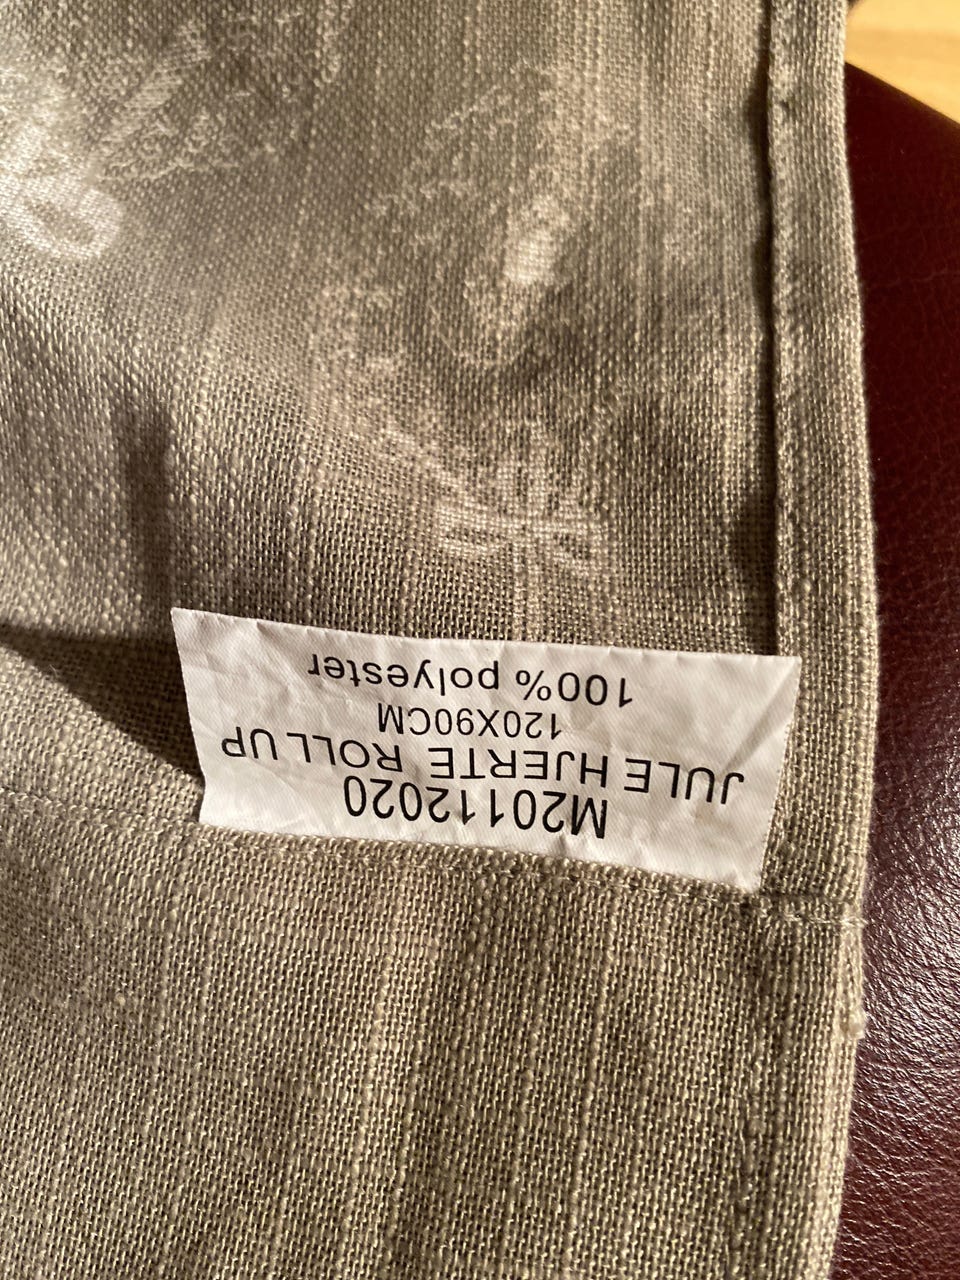 M20112020
JULE HJERTE ROLL UP
120X90CM
100% polyester